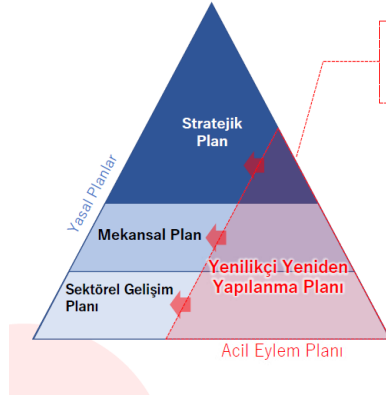 Stratejik
Plan
Yasal Planlar
Mekansal Plan
Yenilikçi Yeniden
Yapılanma Planı
Sektörel Gelişim
Planı
Acil Eylem Planı